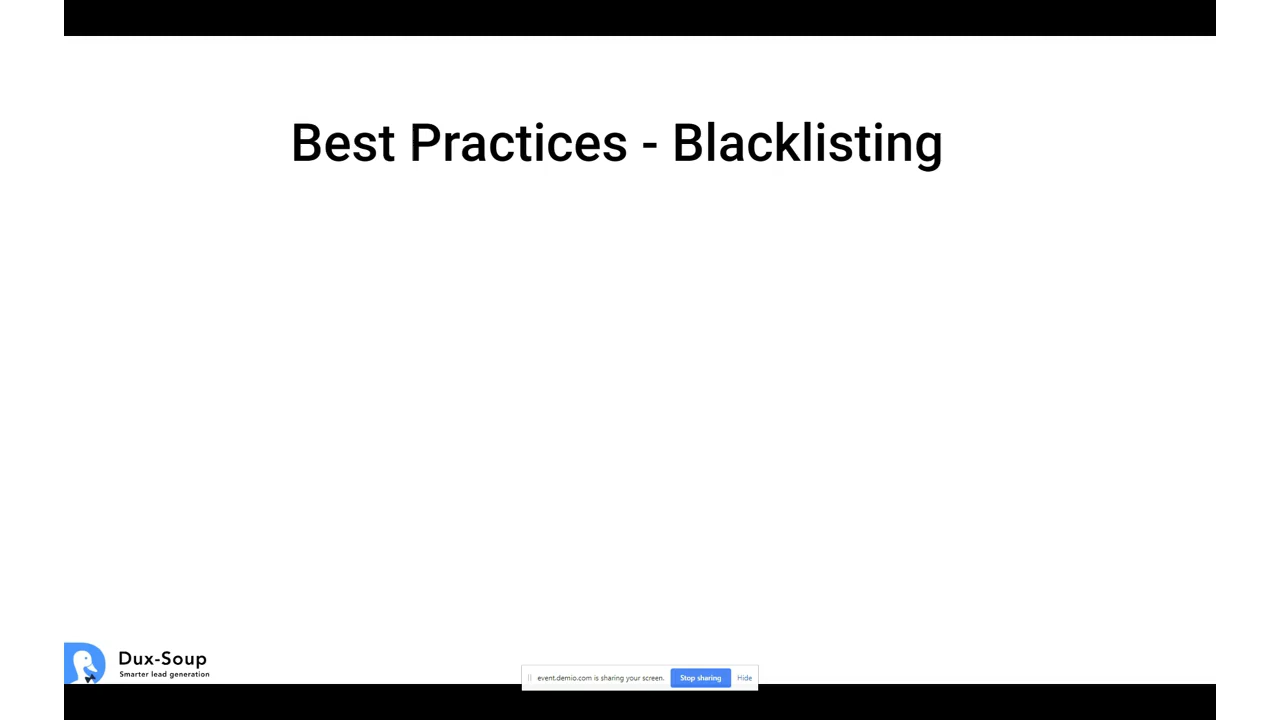 Best Practices - Blacklisting
Dux-Soup
Smarter lead generation
event.demio.com is sharing your screen. Stop sharing Hide